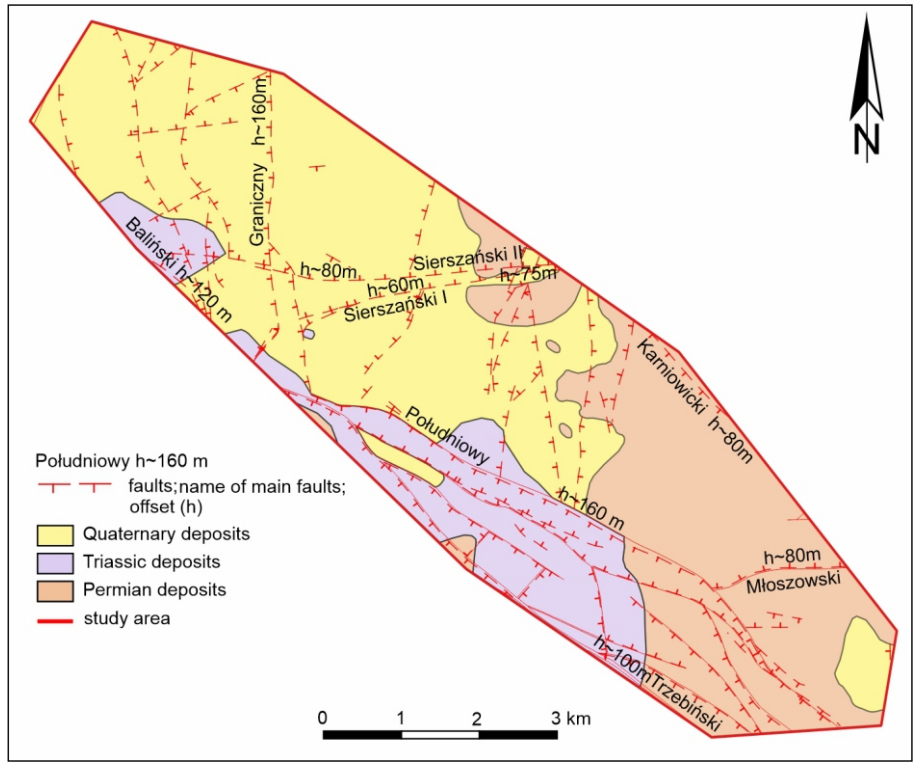 N
Graniczny h~160m
Baliński h~120 m
h~80m
Sierszański II
h~75m
h~60m
Sierszański I
Karniowicki h~80m
Południowy
h~160 m
h~80m
Młoszowski
h~100m Trzebiński
Południowy h~160 m
faults; name of main faults;
offset (h)
Quaternary deposits
Triassic deposits
Permian deposits
study area
0 1 2 3 km